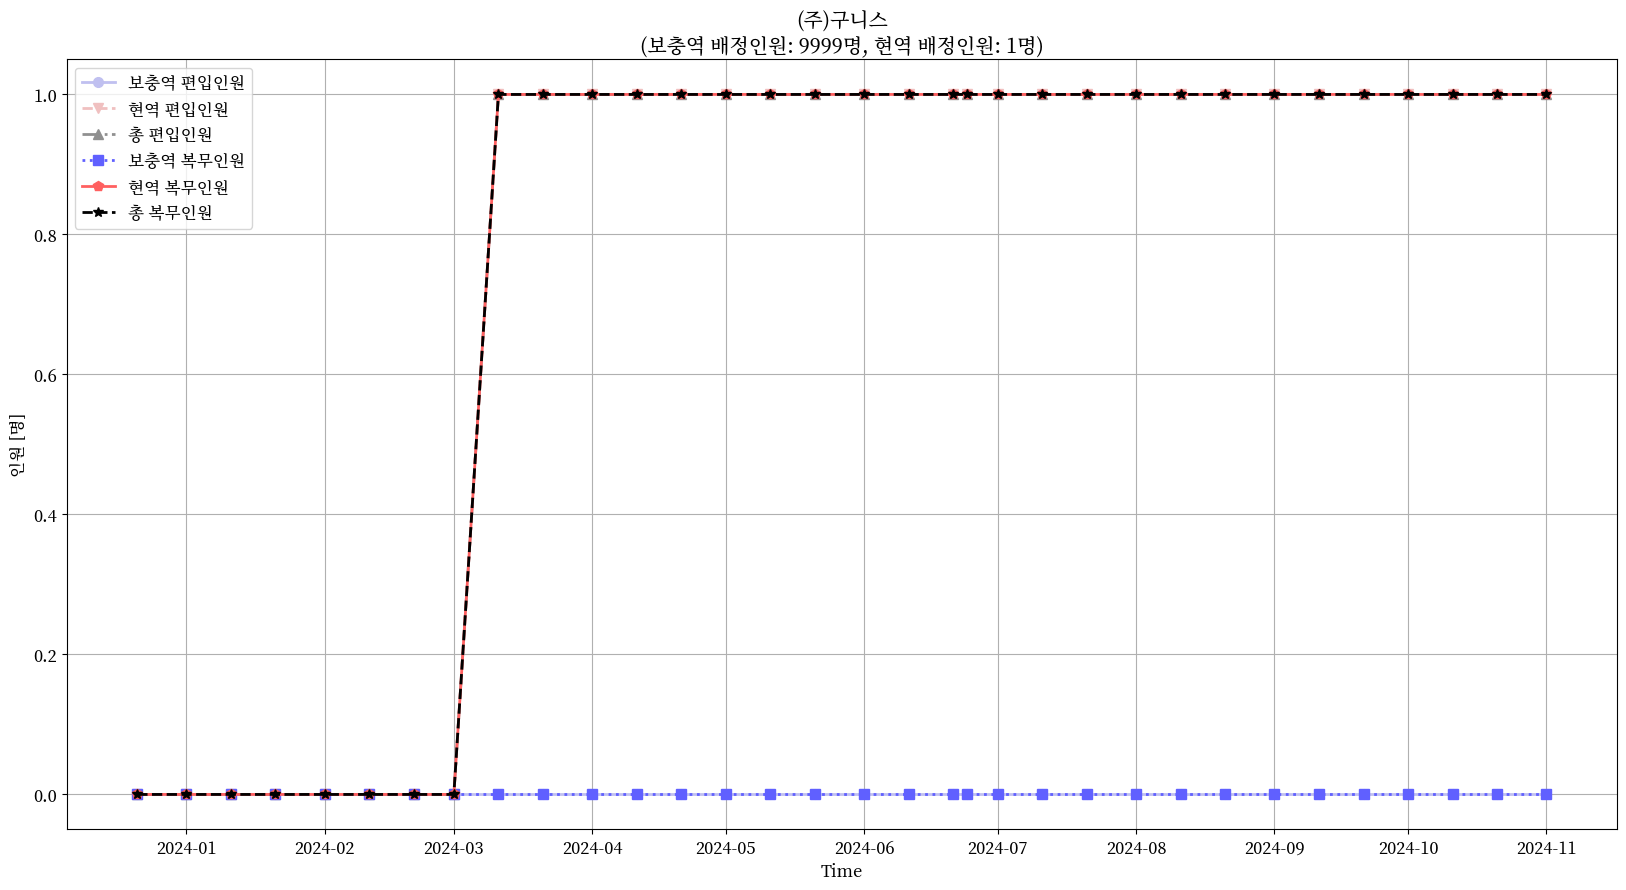 (주)구니스
(보충역 배정인원: 9999명, 현역 배정인원: 1명)
보충역 편입인원
현역 편입인원
총 편입인원
보충역 복무인원
현역 복무인원
총 복무인원
1.0
0.8
0.6
0.4
0.2
0.0
인원 [명]
2024-01 2024-02 2024-03 2024-04 2024-05 2024-06 2024-07 2024-08 2024-09 2024-10 2024-11
Time